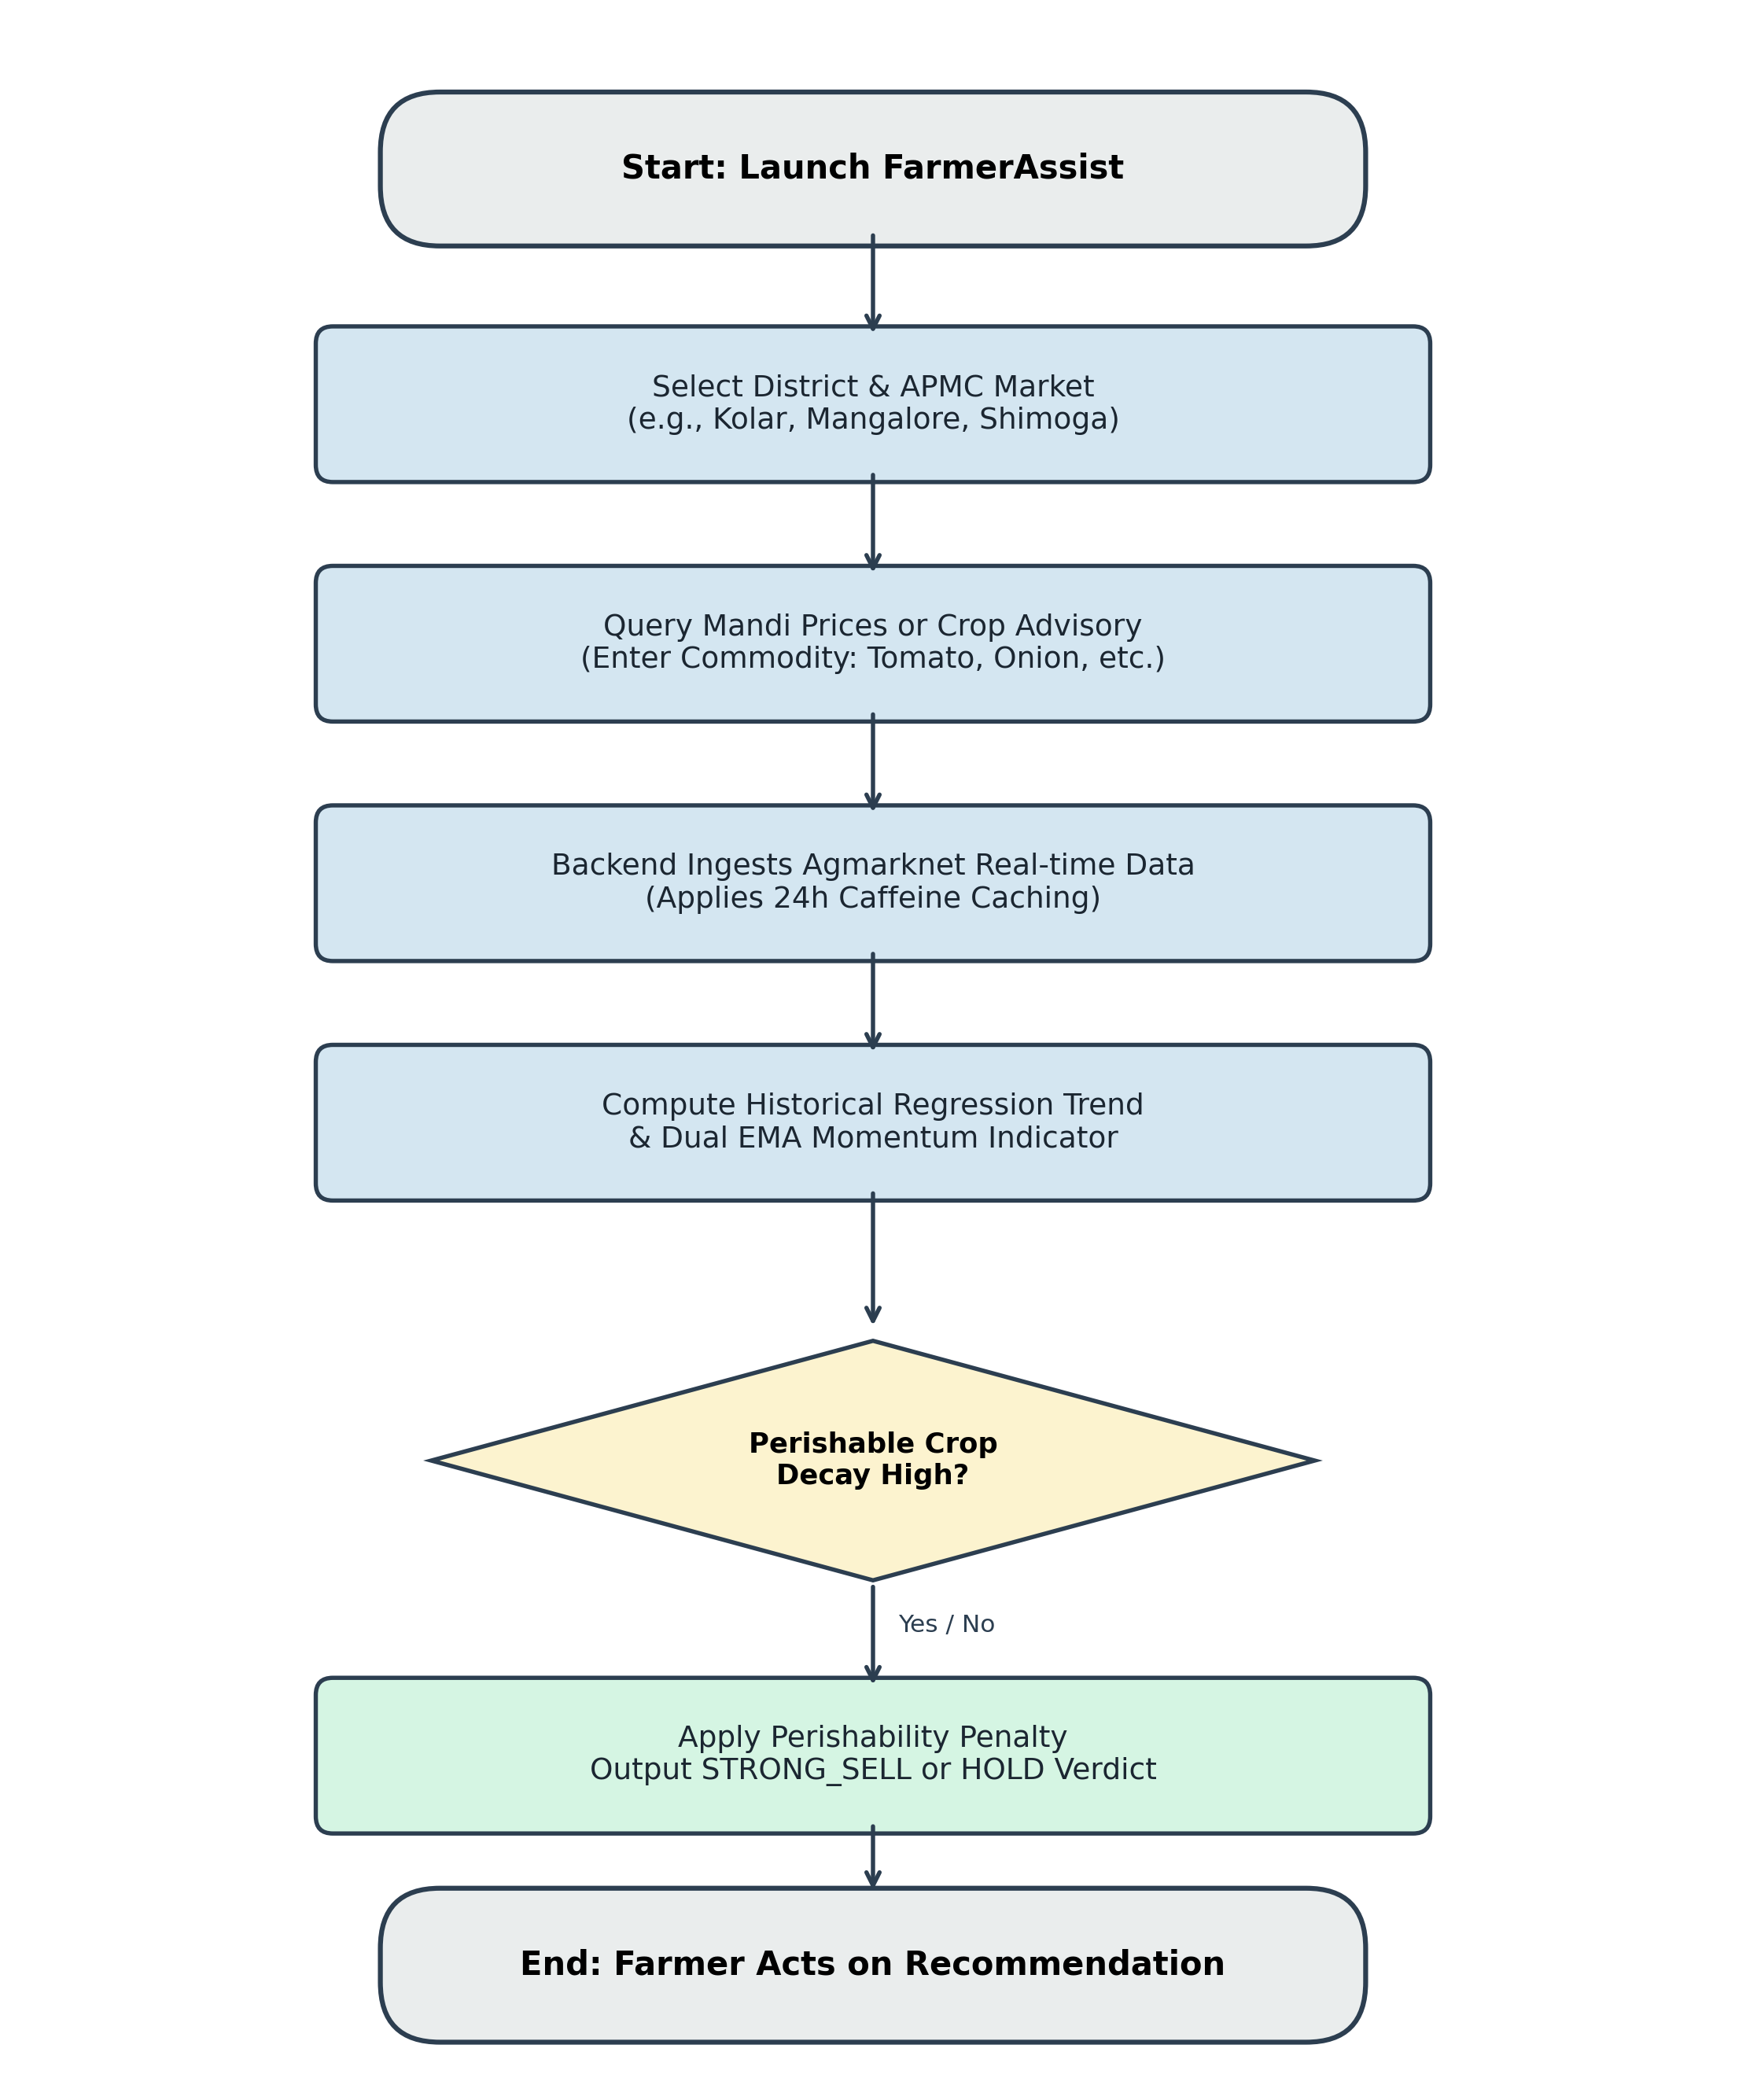 Start: Launch FarmerAssist
Select District & APMC Market
(e.g., Kolar, Mangalore, Shimoga)
Query Mandi Prices or Crop Advisory
(Enter Commodity: Tomato, Onion, etc.)
Backend Ingests Agmarknet Real-time Data
(Applies 24h Caffeine Caching)
Compute Historical Regression Trend
& Dual EMA Momentum Indicator
Perishable Crop
Decay High?
Yes / No
Apply Perishability Penalty
Output STRONG_SELL or HOLD Verdict
End: Farmer Acts on Recommendation